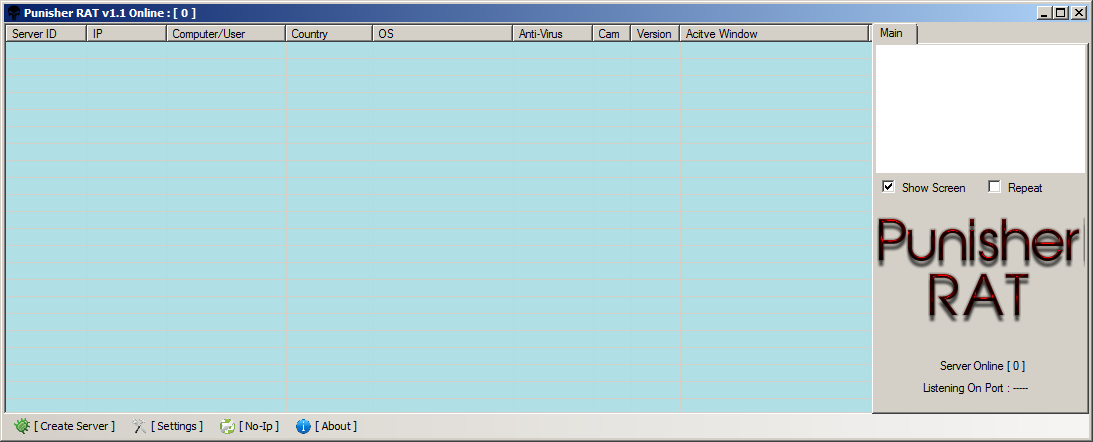 Punisher RAT v1.1 Online : [ 0 ]
Server ID IP Computer/User Country OS Anti-Virus Cam Version Acitve Window
Main
Show Screen Repeat
Punisher
RAT
Server Online [ 0 ]
Listening On Port : -----
[ Create Server ] [ Settings ] [ No-Ip ] [ About ]